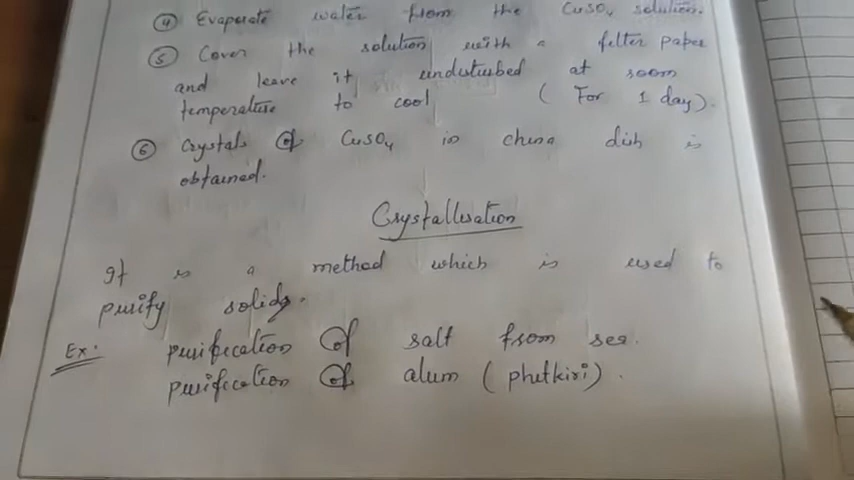 ④ Evaporate water from the CuSO₄ solution.
⑤ Cover the solution with a filter paper
and leave it undisturbed at room
temperature to cool ( For 1 day).
⑥ Crystals of CuSO₄ in china dish is
obtained.
Crystallisation
It is a method which is used to
purify solids.
Ex: purification of salt from sea.
purification of alum (phitkiri).